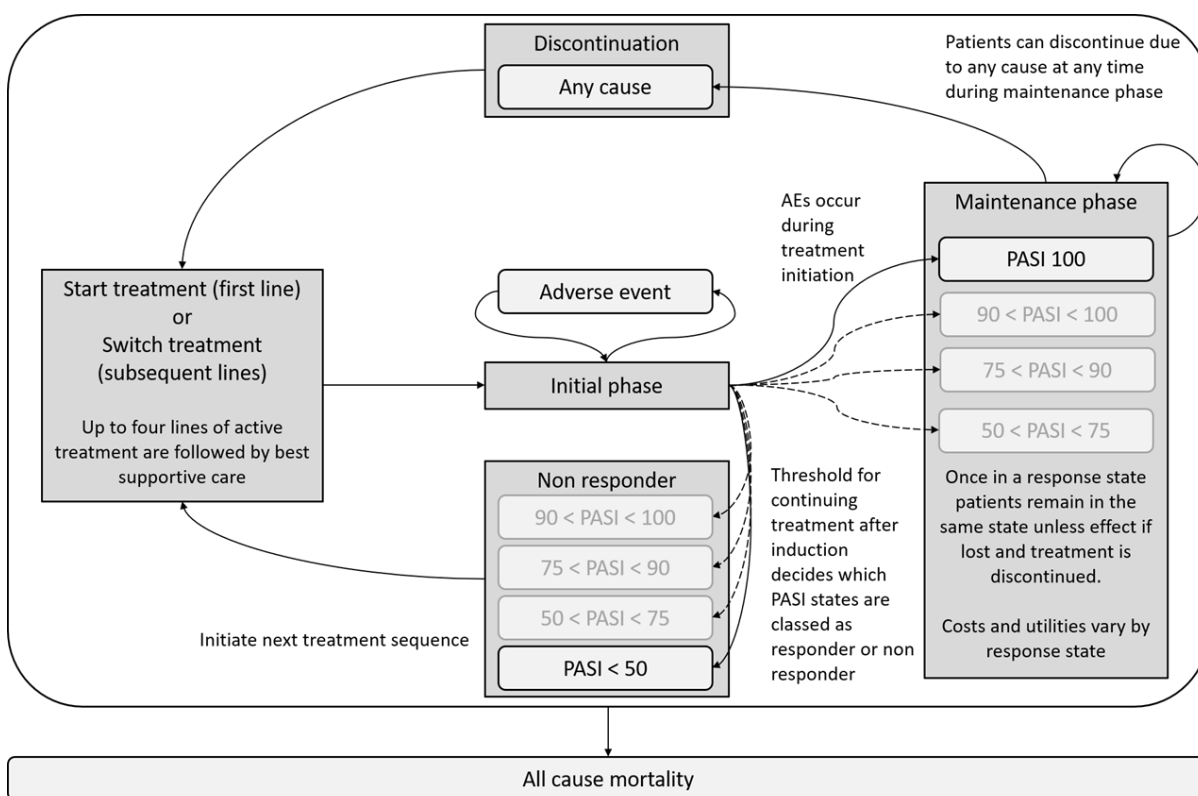 Discontinuation
Any cause
Patients can discontinue due
to any cause at any time
during maintenance phase
AEs occur
during
treatment
initiation
Maintenance phase
PASI 100
90 < PASI < 100
75 < PASI < 90
50 < PASI < 75
Once in a response state
patients remain in the
same state unless effect if
lost and treatment is
discontinued.
Costs and utilities vary by
response state
Start treatment (first line)
or
Switch treatment
(subsequent lines)
Up to four lines of active
treatment are followed by best
supportive care
Adverse event
Initial phase
Non responder
90 < PASI < 100
75 < PASI < 90
50 < PASI < 75
PASI < 50
Threshold for
continuing
treatment after
induction
decides which
PASI states are
classed as
responder or non
responder
Initiate next treatment sequence
All cause mortality